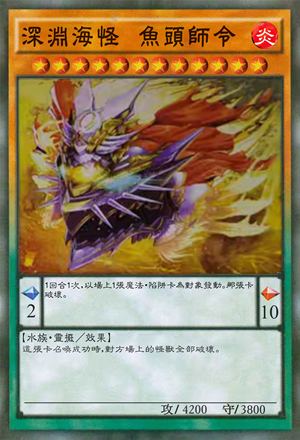 深淵海怪 魚頭師令
炎
1回合1次，以場上1張魔法·陷阱卡為對象發動。那張卡
破壞。
2
10
【水族·靈擺／效果】
這張卡召喚成功時，對方場上的怪獸全部破壞。
攻/4200 守/3800